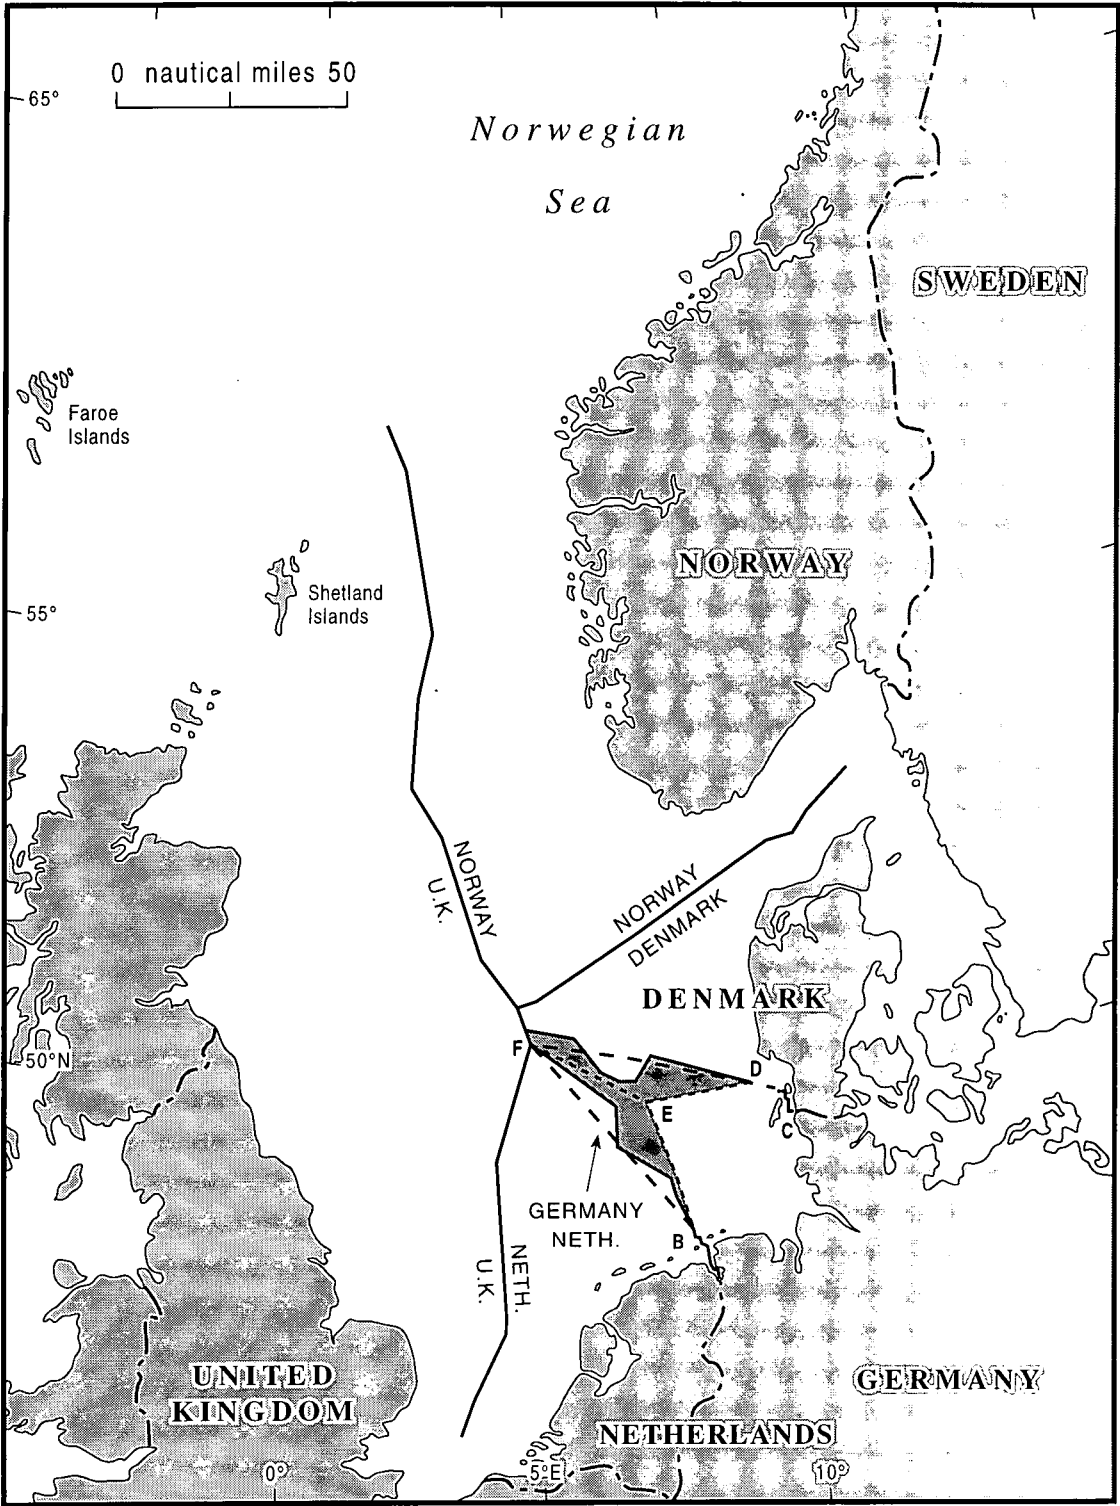 0 nautical miles 50
65°
Norwegian
Sea
SWEDEN
Faroe
Islands
NORWAY
Shetland
Islands
55°
NORWAY
U.K.
NORWAY
DENMARK
DENMARK
50°N
F
D
E
C
GERMANY
NETH.
B
NETH.
U.K.
UNITED
KINGDOM
GERMANY
NETHERLANDS
0°
5°E
10°